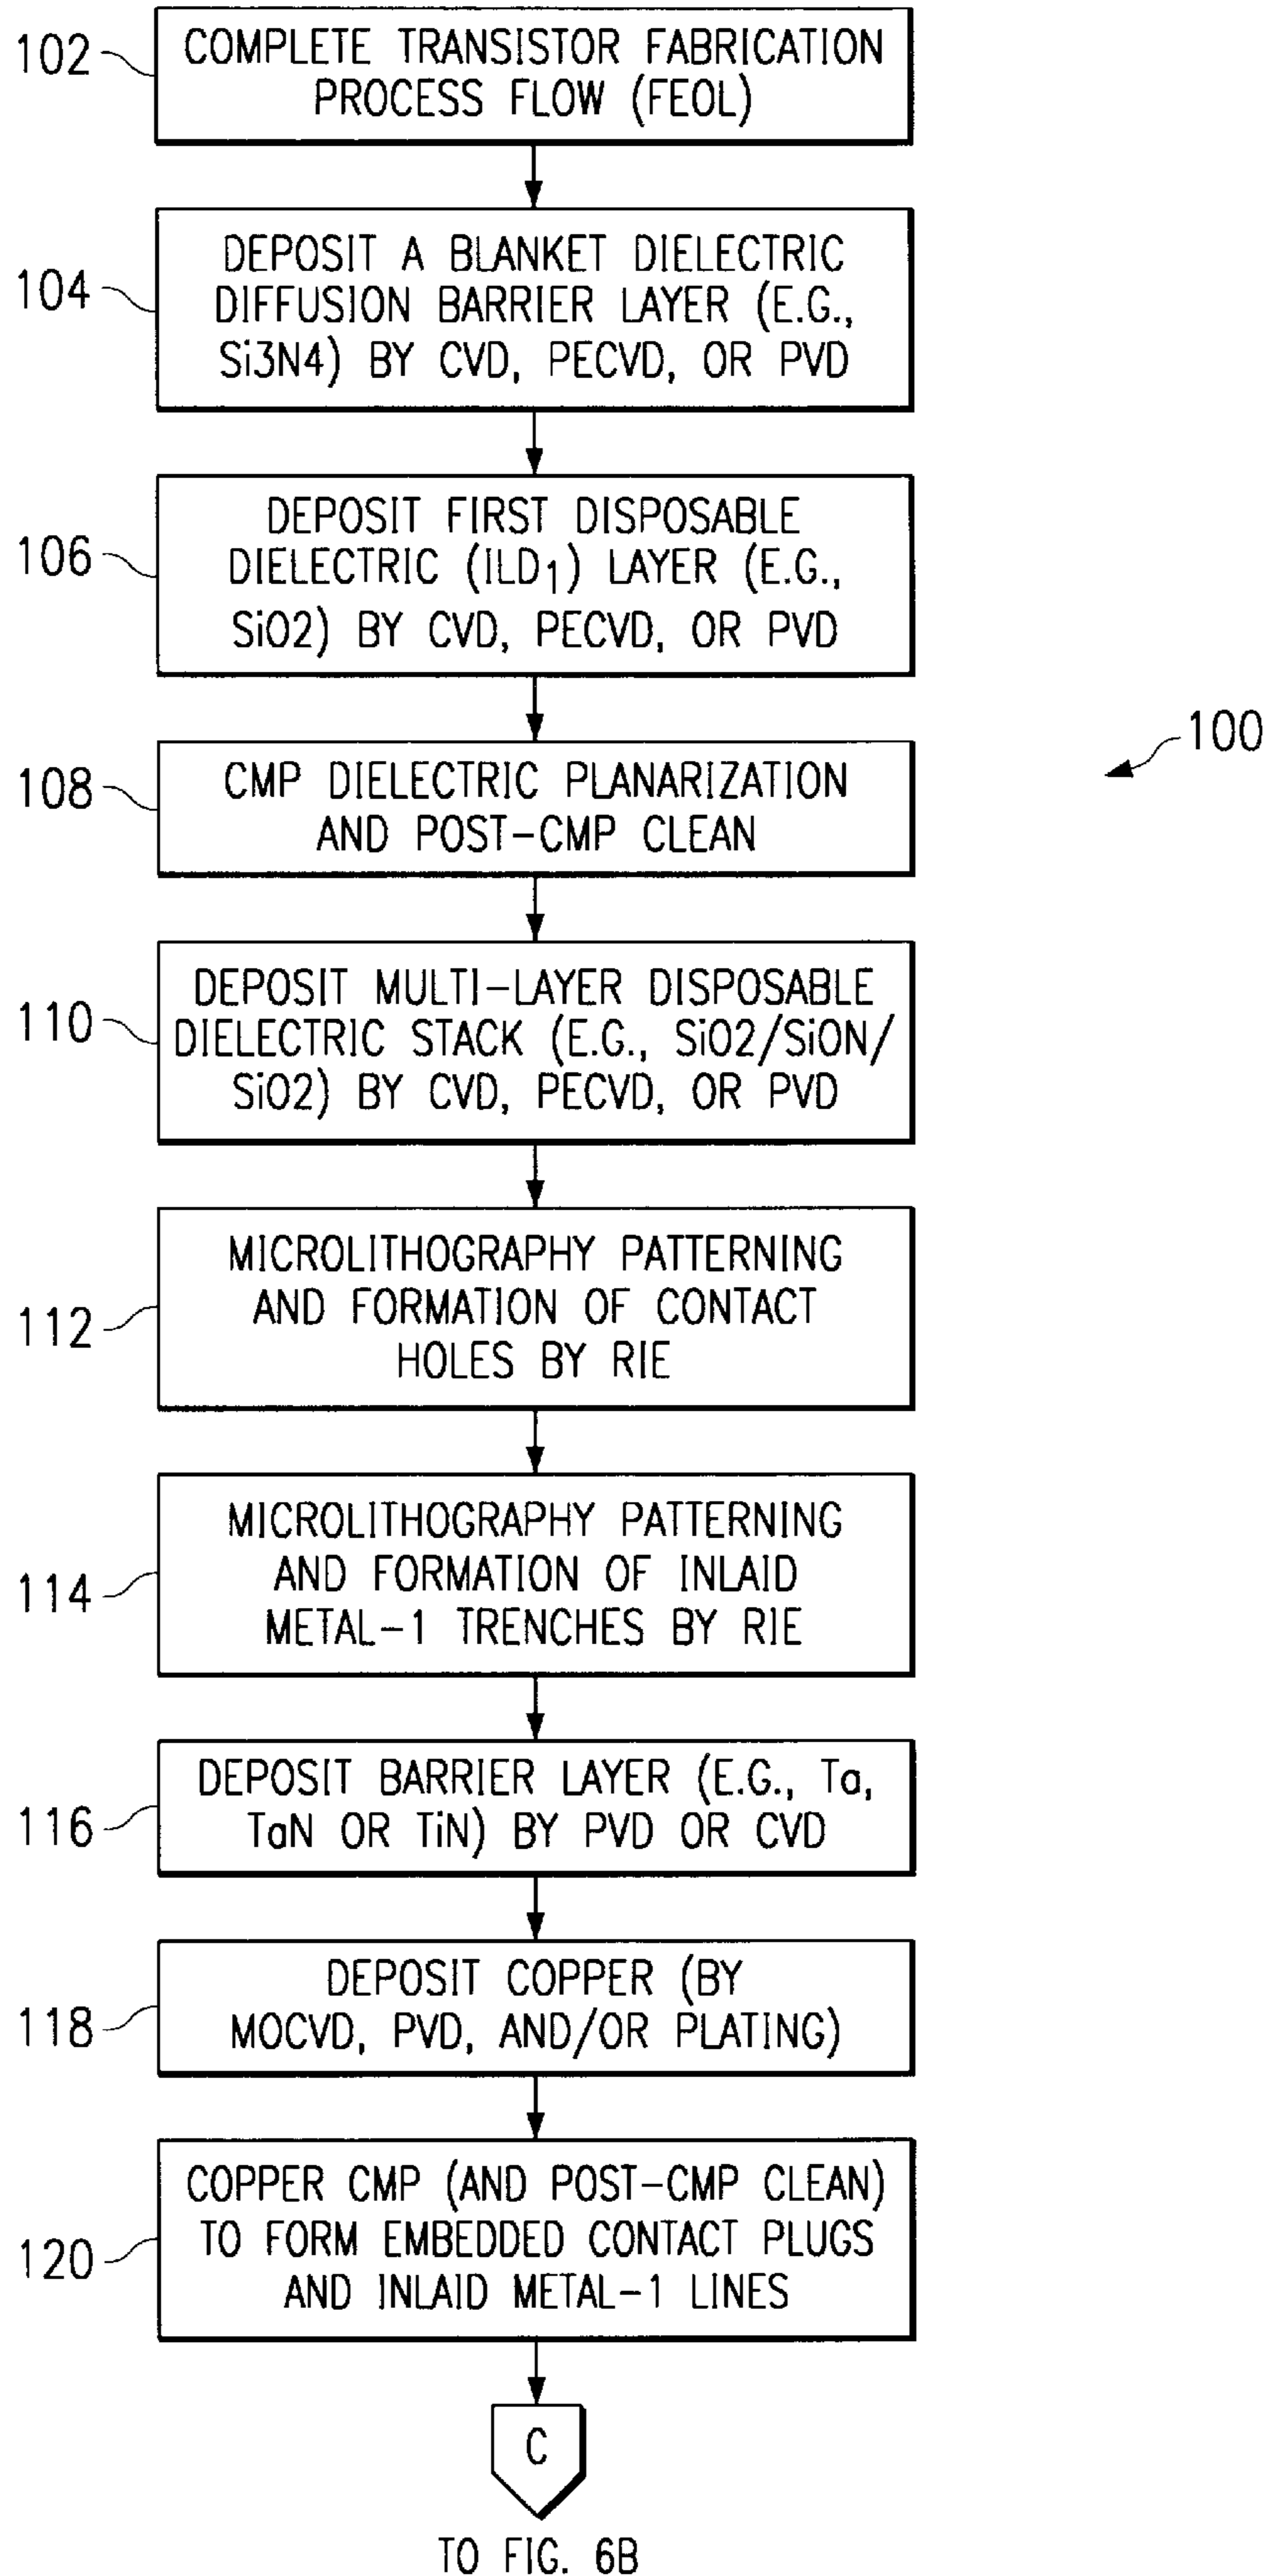 102
COMPLETE TRANSISTOR FABRICATION
PROCESS FLOW (FEOL)
104
DEPOSIT A BLANKET DIELECTRIC
DIFFUSION BARRIER LAYER (E.G.,
Si3N4) BY CVD, PECVD, OR PVD
106
DEPOSIT FIRST DISPOSABLE
DIELECTRIC (ILD1) LAYER (E.G.,
SiO2) BY CVD, PECVD, OR PVD
100
108
CMP DIELECTRIC PLANARIZATION
AND POST-CMP CLEAN
110
DEPOSIT MULTI-LAYER DISPOSABLE
DIELECTRIC STACK (E.G., SiO2/SiON/
SiO2) BY CVD, PECVD, OR PVD
112
MICROLITHOGRAPHY PATTERNING
AND FORMATION OF CONTACT
HOLES BY RIE
114
MICROLITHOGRAPHY PATTERNING
AND FORMATION OF INLAID
METAL-1 TRENCHES BY RIE
116
DEPOSIT BARRIER LAYER (E.G., Ta,
TaN OR TiN) BY PVD OR CVD
118
DEPOSIT COPPER (BY
MOCVD, PVD, AND/OR PLATING)
120
COPPER CMP (AND POST-CMP CLEAN)
TO FORM EMBEDDED CONTACT PLUGS
AND INLAID METAL-1 LINES
C
TO FIG. 6B